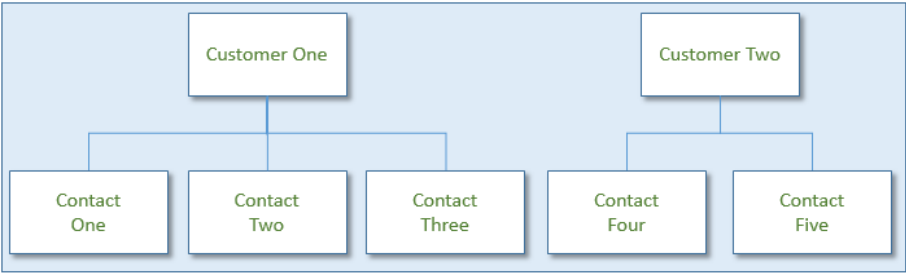 Customer One
Customer Two
Contact
One
Contact
Two
Contact
Three
Contact
Four
Contact
Five